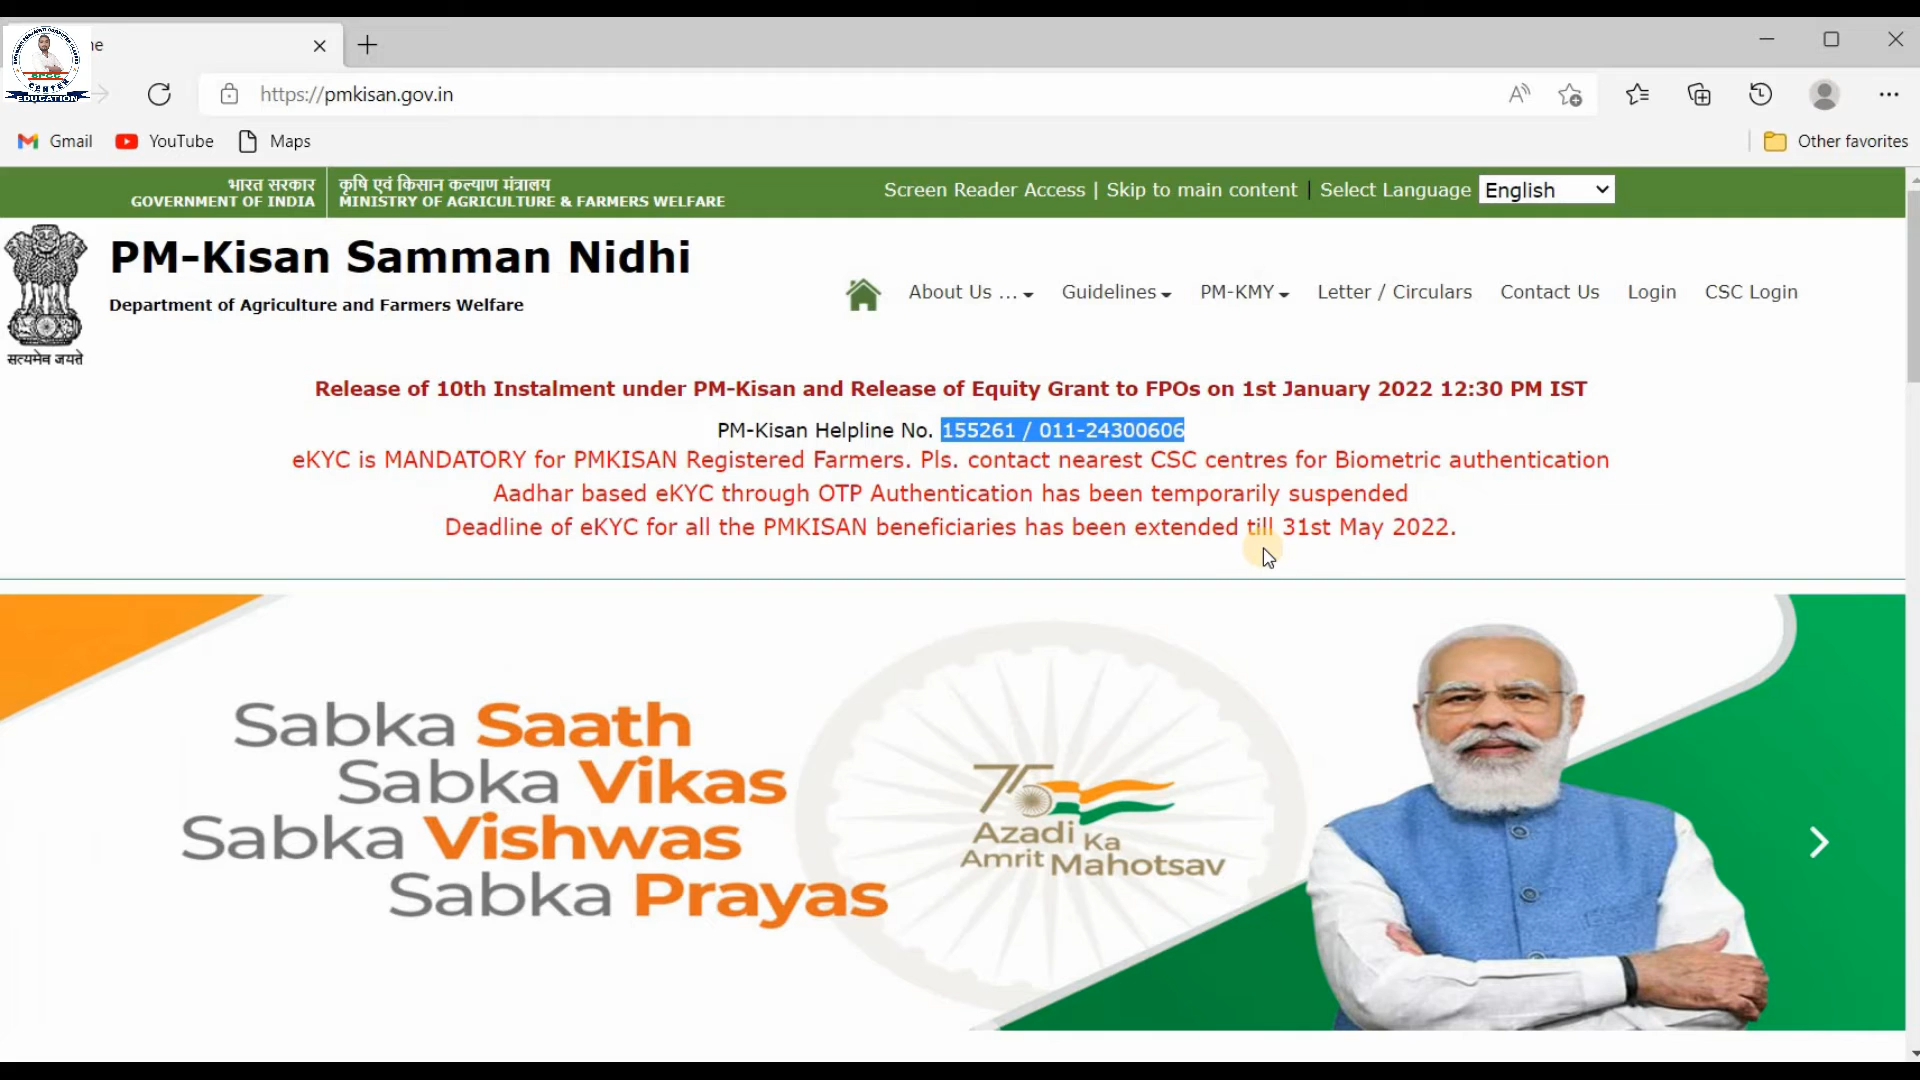 ne
https://pmkisan.gov.in
Gmail YouTube Maps Other favorites
CENTER
EDUCATION
भारत सरकार
GOVERNMENT OF INDIA
कृषि एवं किसान कल्याण मंत्रालय
MINISTRY OF AGRICULTURE & FARMERS WELFARE
Screen Reader Access | Skip to main content | Select Language English
PM-Kisan Samman Nidhi
Department of Agriculture and Farmers Welfare
सत्यमेव जयते
About Us ... Guidelines PM-KMY Letter / Circulars Contact Us Login CSC Login
Release of 10th Instalment under PM-Kisan and Release of Equity Grant to FPOs on 1st January 2022 12:30 PM IST
PM-Kisan Helpline No. 155261 / 011-24300606
eKYC is MANDATORY for PMKISAN Registered Farmers. Pls. contact nearest CSC centres for Biometric authentication
Aadhar based eKYC through OTP Authentication has been temporarily suspended
Deadline of eKYC for all the PMKISAN beneficiaries has been extended till 31st May 2022.
Sabka Saath
Sabka Vikas
Sabka Vishwas
Sabka Prayas
75
Azadi Ka
Amrit Mahotsav